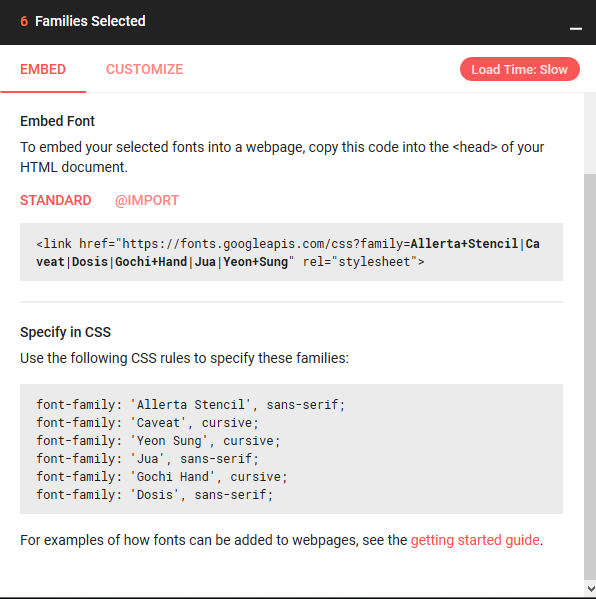 6 Families Selected
EMBED CUSTOMIZE Load Time: Slow
Embed Font
To embed your selected fonts into a webpage, copy this code into the <head> of your
HTML document.
STANDARD @IMPORT
<link href="https://fonts.googleapis.com/css?family=Allerta+Stencil|Ca
veat|Dosis|Gochi+Hand|Jua|Yeon+Sung" rel="stylesheet">
Specify in CSS
Use the following CSS rules to specify these families:
font-family: 'Allerta Stencil', sans-serif;
font-family: 'Caveat', cursive;
font-family: 'Yeon Sung', cursive;
font-family: 'Jua', sans-serif;
font-family: 'Gochi Hand', cursive;
font-family: 'Dosis', sans-serif;
For examples of how fonts can be added to webpages, see the getting started guide.